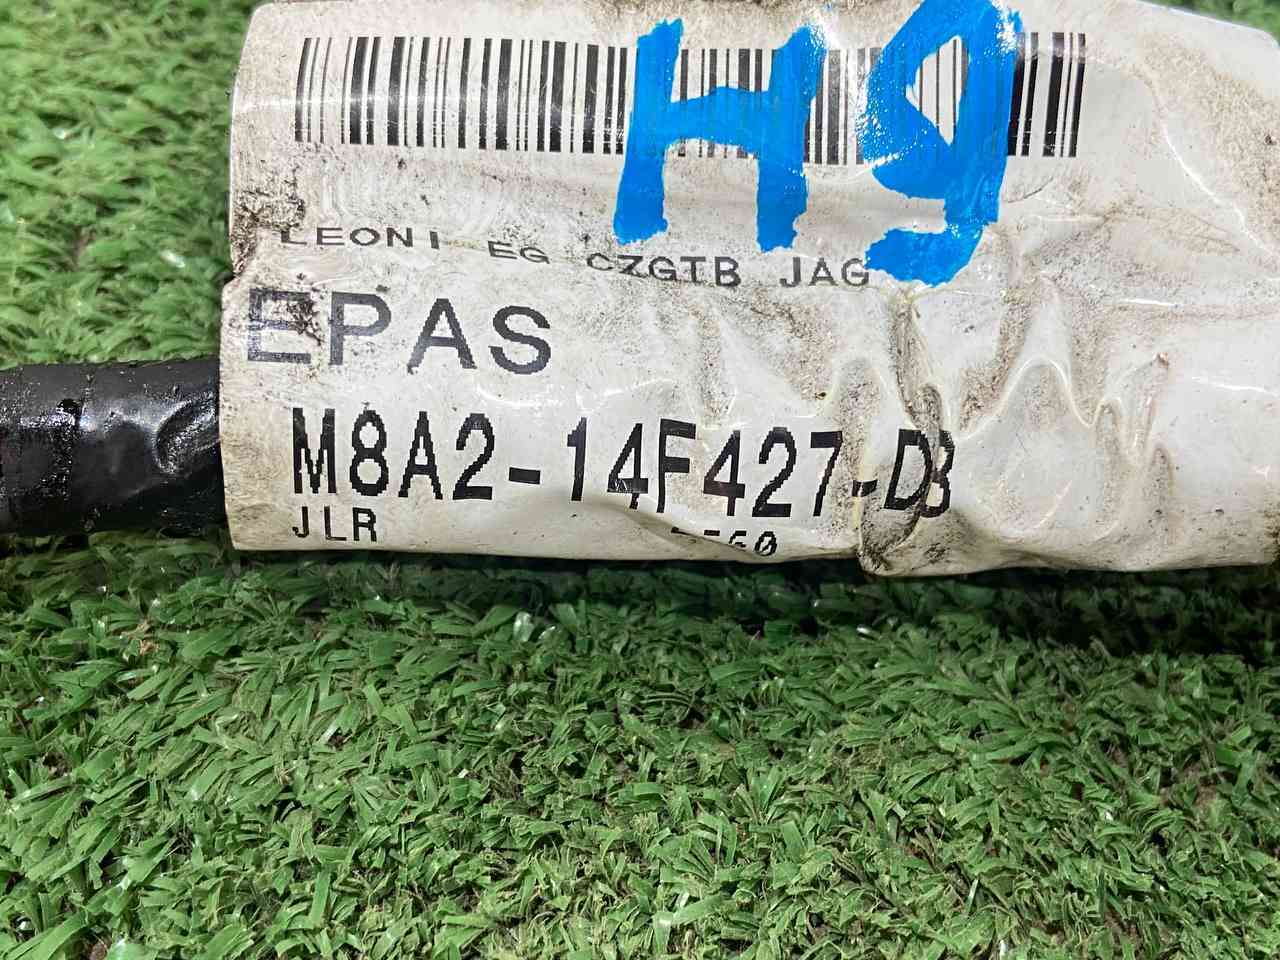 H9
LEONI EG CZGTB JAG
EPAS
M8A2-14F427-DB
JLR